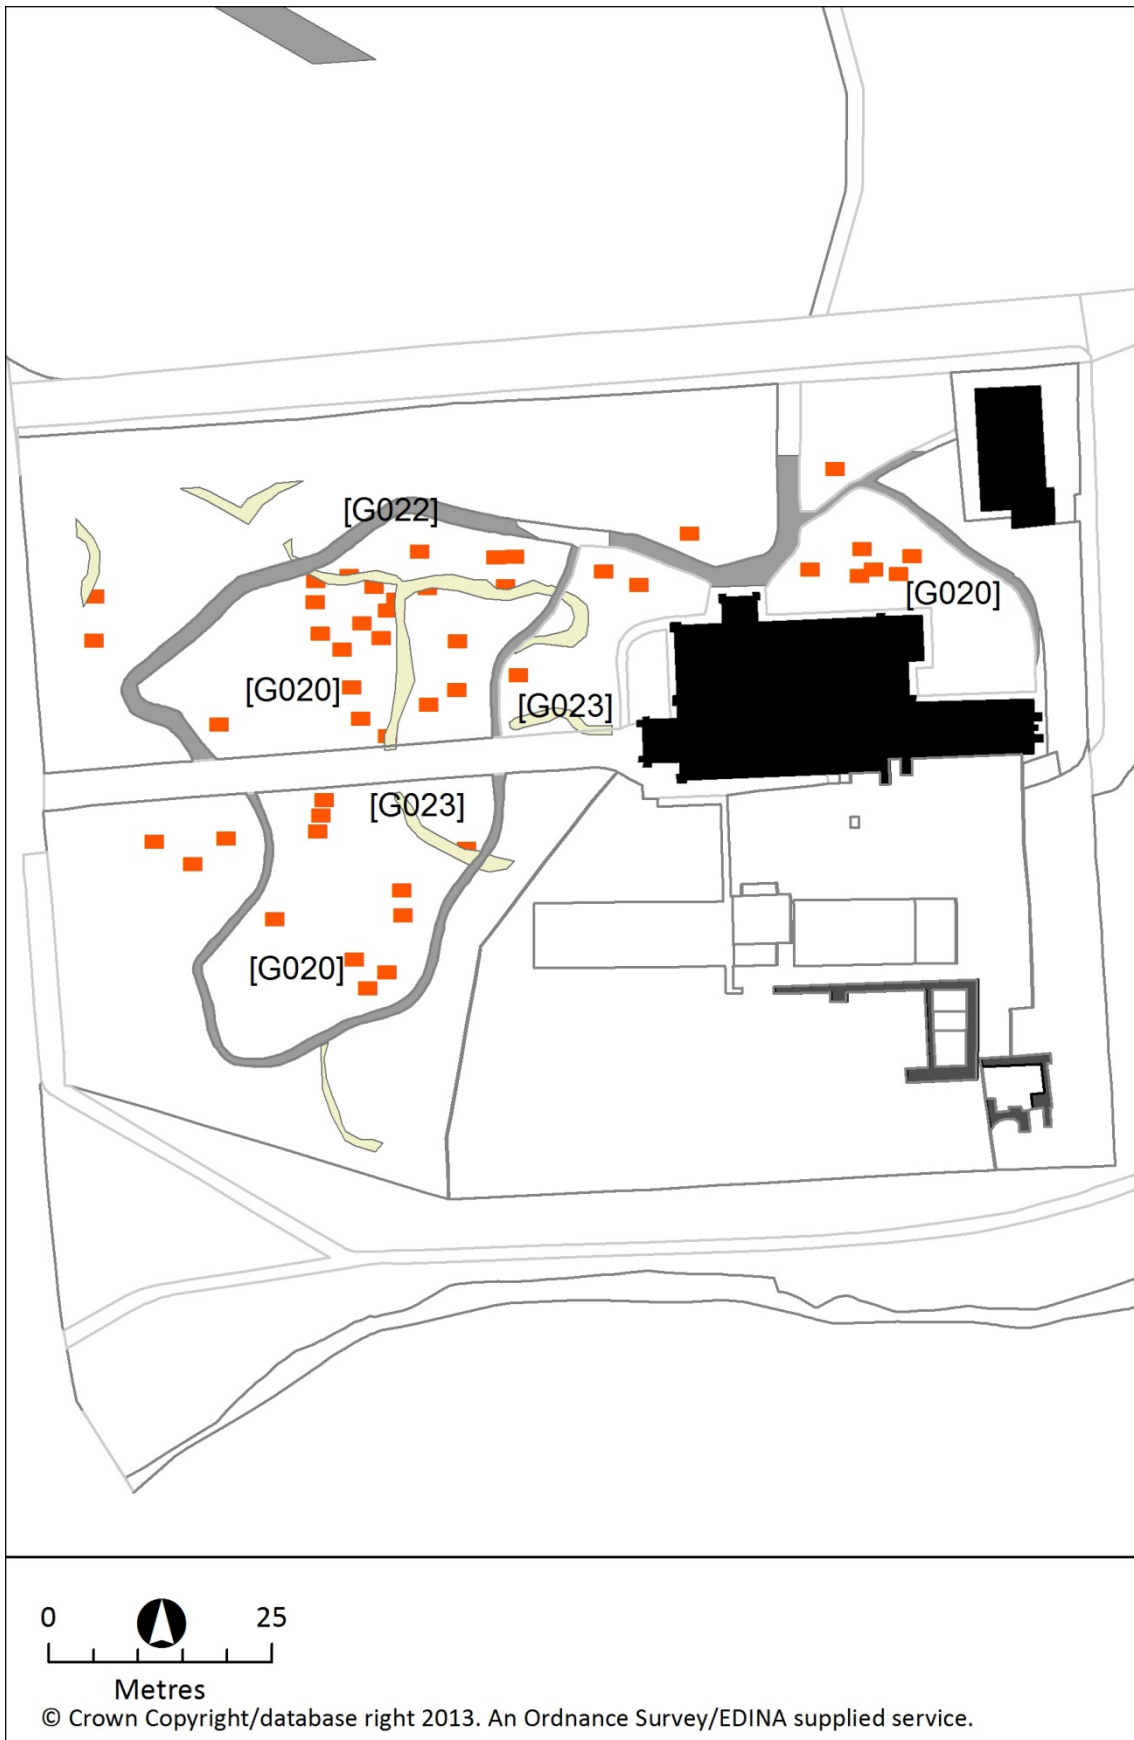 [G022]
[G020]
[G020]
[G023]
[G023]
[G020]
0 25
Metres
© Crown Copyright/database right 2013. An Ordnance Survey/EDINA supplied service.